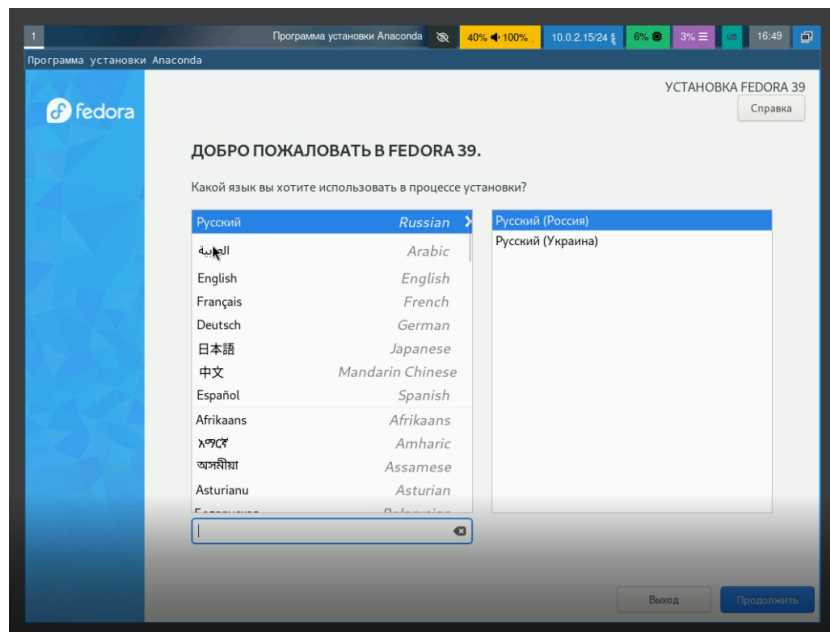 1 Программа установки Anaconda 40% 100% 10.0.2.15/24 6% 3% us 16:49
Программа установки Anaconda
fedora
УСТАНОВКА FEDORA 39
Справка
ДОБРО ПОЖАЛОВАТЬ В FEDORA 39.
Какой язык вы хотите использовать в процессе установки?
Русский Russian
العربية Arabic
English English
Français French
Deutsch German
日本語 Japanese
中文 Mandarin Chinese
Español Spanish
Afrikaans Afrikaans
አማርኛ Amharic
অসমীয়া Assamese
Asturianu Asturian
Русский (Россия)
Русский (Украина)
Выход
Продолжить